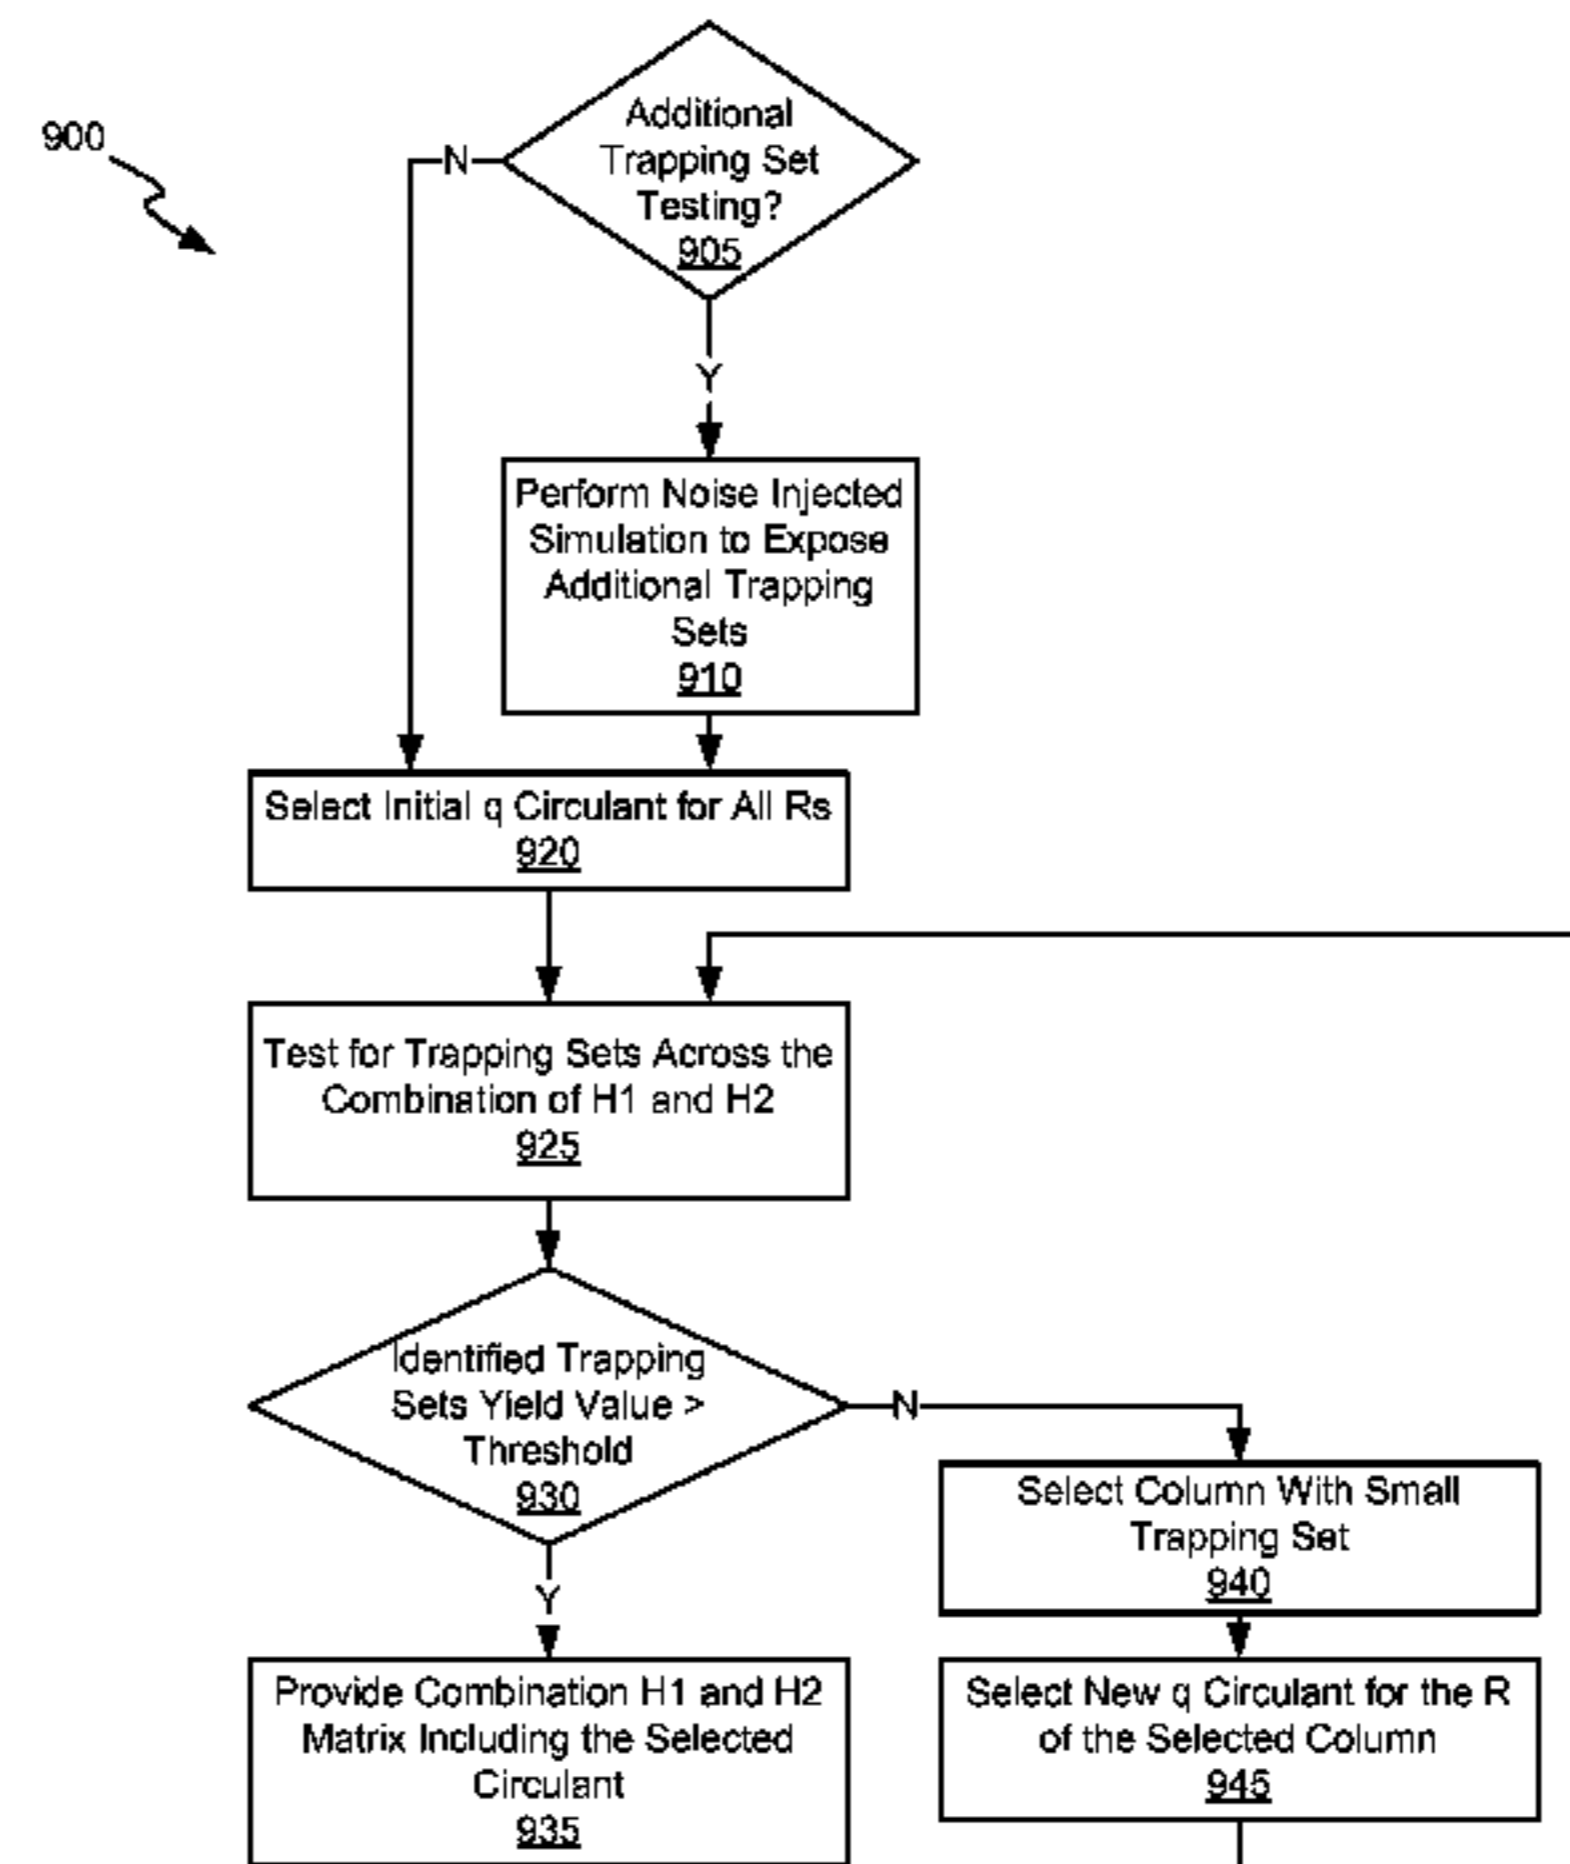 900
Additional
Trapping Set
Testing?
905
N
Y
Perform Noise Injected
Simulation to Expose
Additional Trapping
Sets
910
Select Initial q Circulant for All Rs
920
Test for Trapping Sets Across the
Combination of H1 and H2
925
Identified Trapping
Sets Yield Value >
Threshold
930
N
Y
Select Column With Small
Trapping Set
940
Provide Combination H1 and H2
Matrix Including the Selected
Circulant
935
Select New q Circulant for the R
of the Selected Column
945